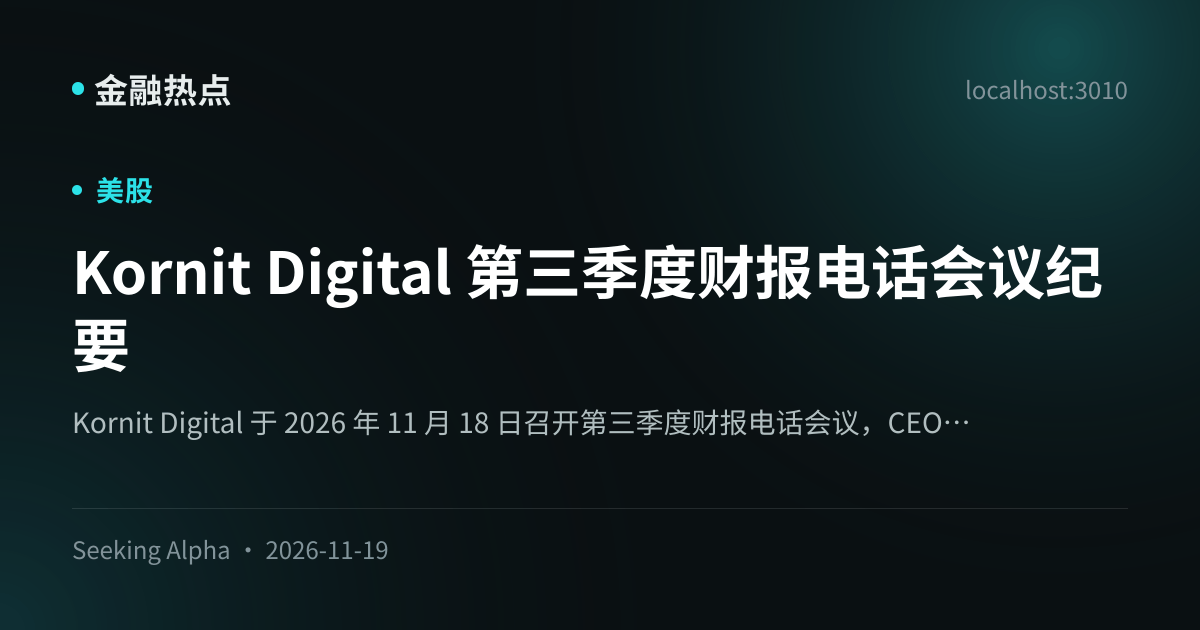 金融热点
localhost:3010
美股
Kornit Digital 第三季度财报电话会议纪
要
Kornit Digital 于 2026 年 11 月 18 日召开第三季度财报电话会议，CEO…
Seeking Alpha • 2026-11-19